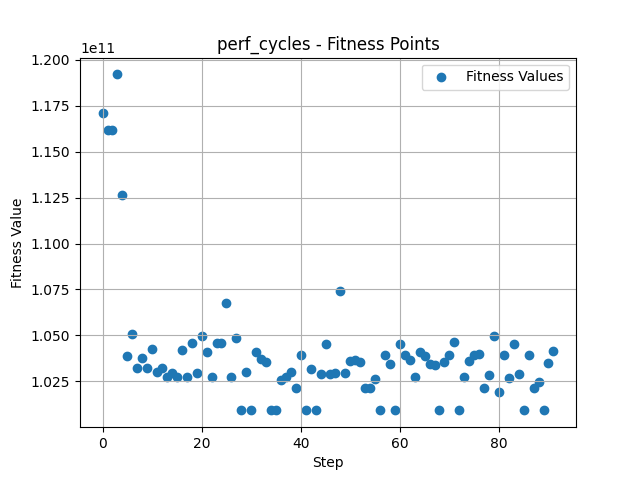 perf_cycles - Fitness Points
1e11
Fitness Values
1.200
1.175
1.150
1.125
1.100
1.075
1.050
1.025
Fitness Value
0 20 40 60 80
Step